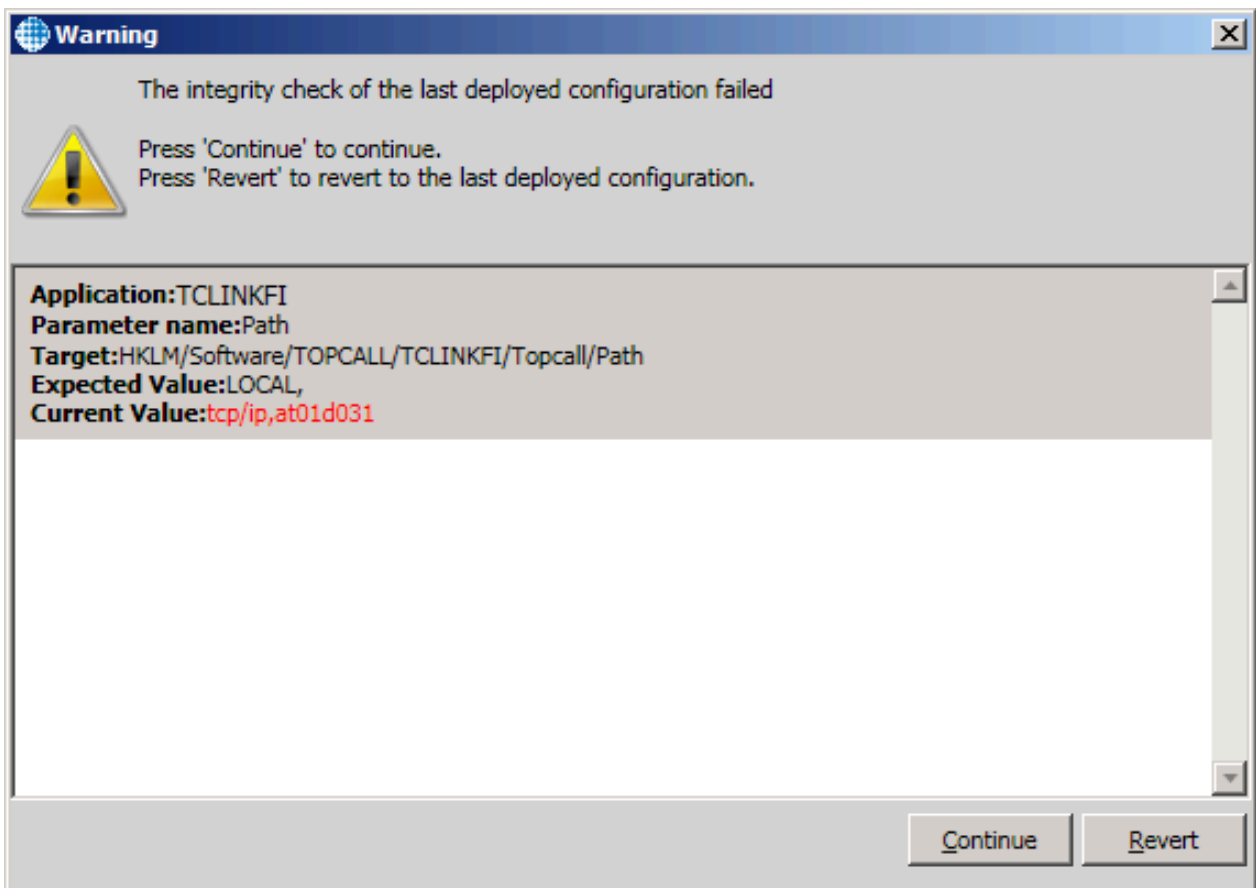 Warning
The integrity check of the last deployed configuration failed
Press 'Continue' to continue.
Press 'Revert' to revert to the last deployed configuration.
Application:TCLINKFI
Parameter name:Path
Target:HKLM/Software/TOPCALL/TCLINKFI/Topcall/Path
Expected Value:LOCAL,
Current Value:tcp/ip,at01d031
Continue
Revert